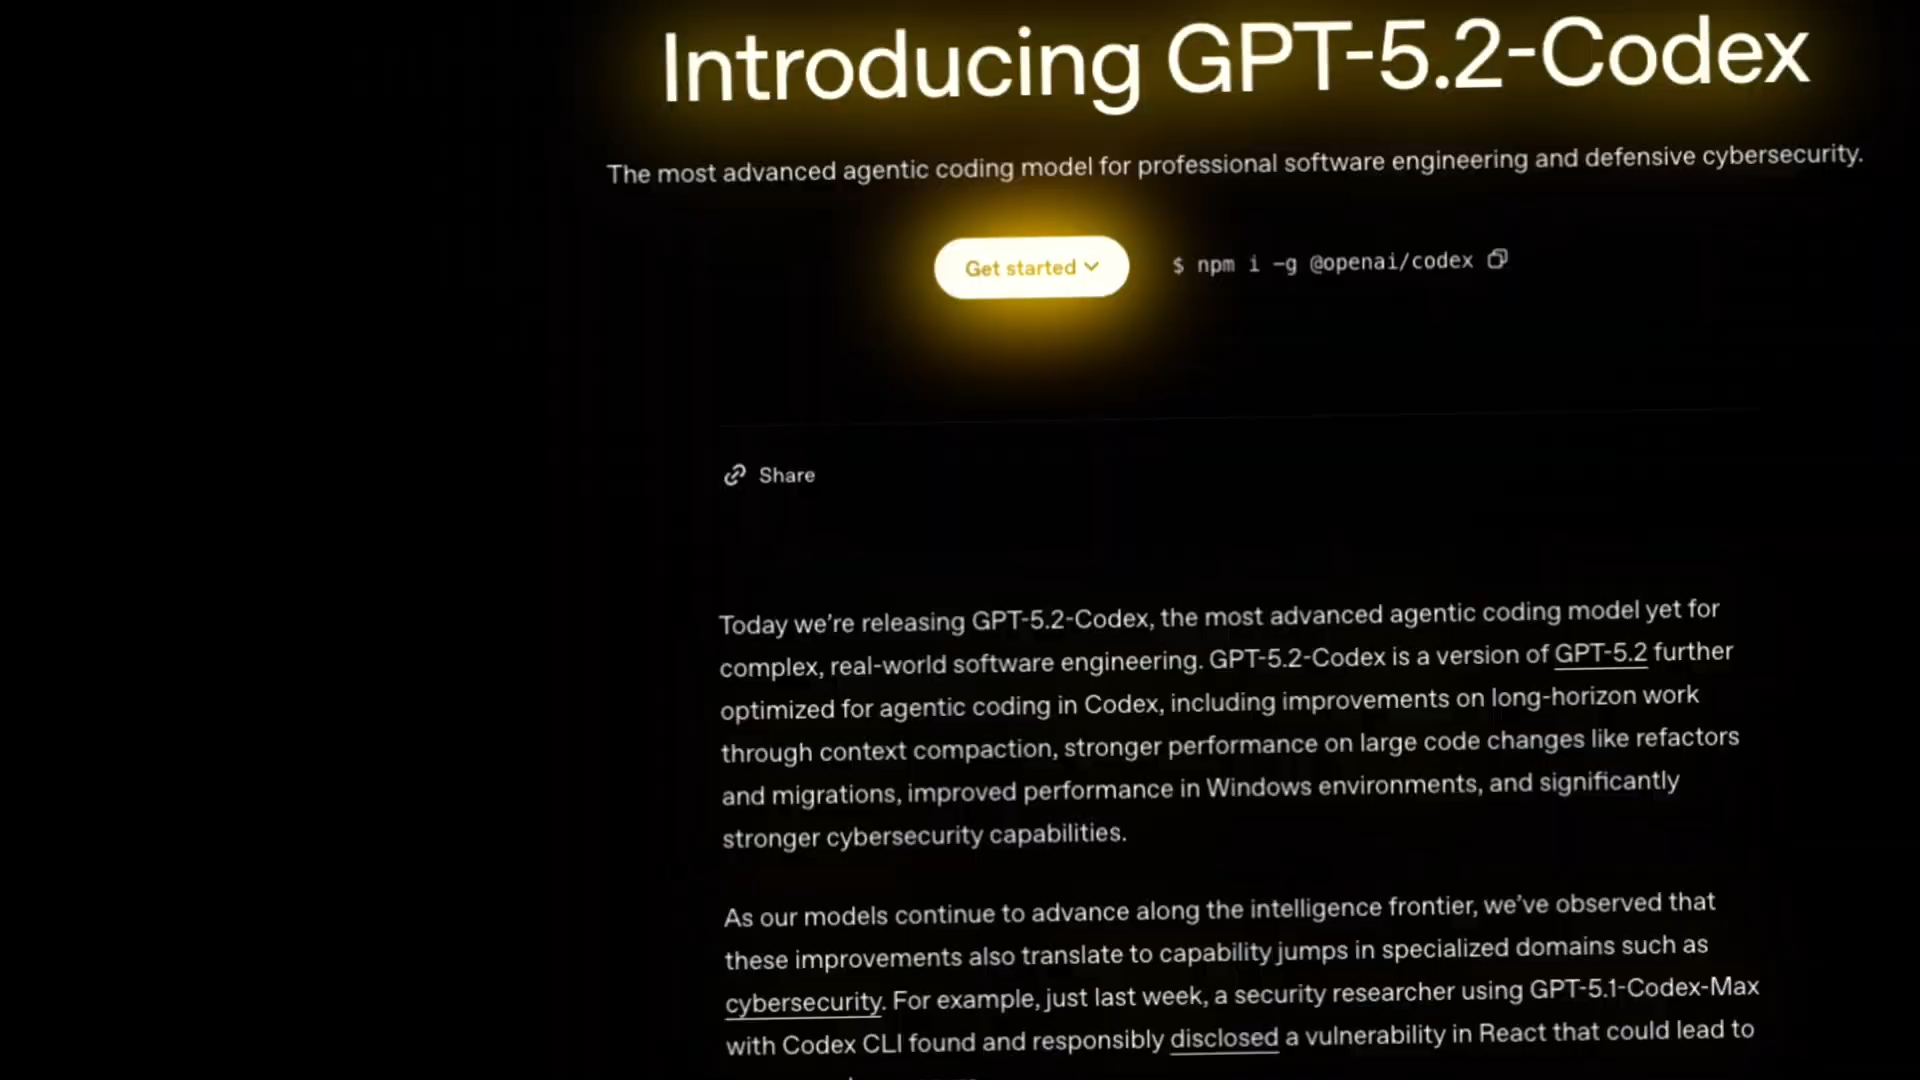 Introducing GPT-5.2-Codex
The most advanced agentic coding model for professional software engineering and defensive cybersecurity.
Get started
$ npm i -g @openai/codex
Share
Today we’re releasing GPT-5.2-Codex, the most advanced agentic coding model yet for
complex, real-world software engineering. GPT-5.2-Codex is a version of GPT-5.2 further
optimized for agentic coding in Codex, including improvements on long-horizon work
through context compaction, stronger performance on large code changes like refactors
and migrations, improved performance in Windows environments, and significantly
stronger cybersecurity capabilities.
As our models continue to advance along the intelligence frontier, we’ve observed that
these improvements also translate to capability jumps in specialized domains such as
cybersecurity. For example, just last week, a security researcher using GPT-5.1-Codex-Max
with Codex CLI found and responsibly disclosed a vulnerability in React that could lead to